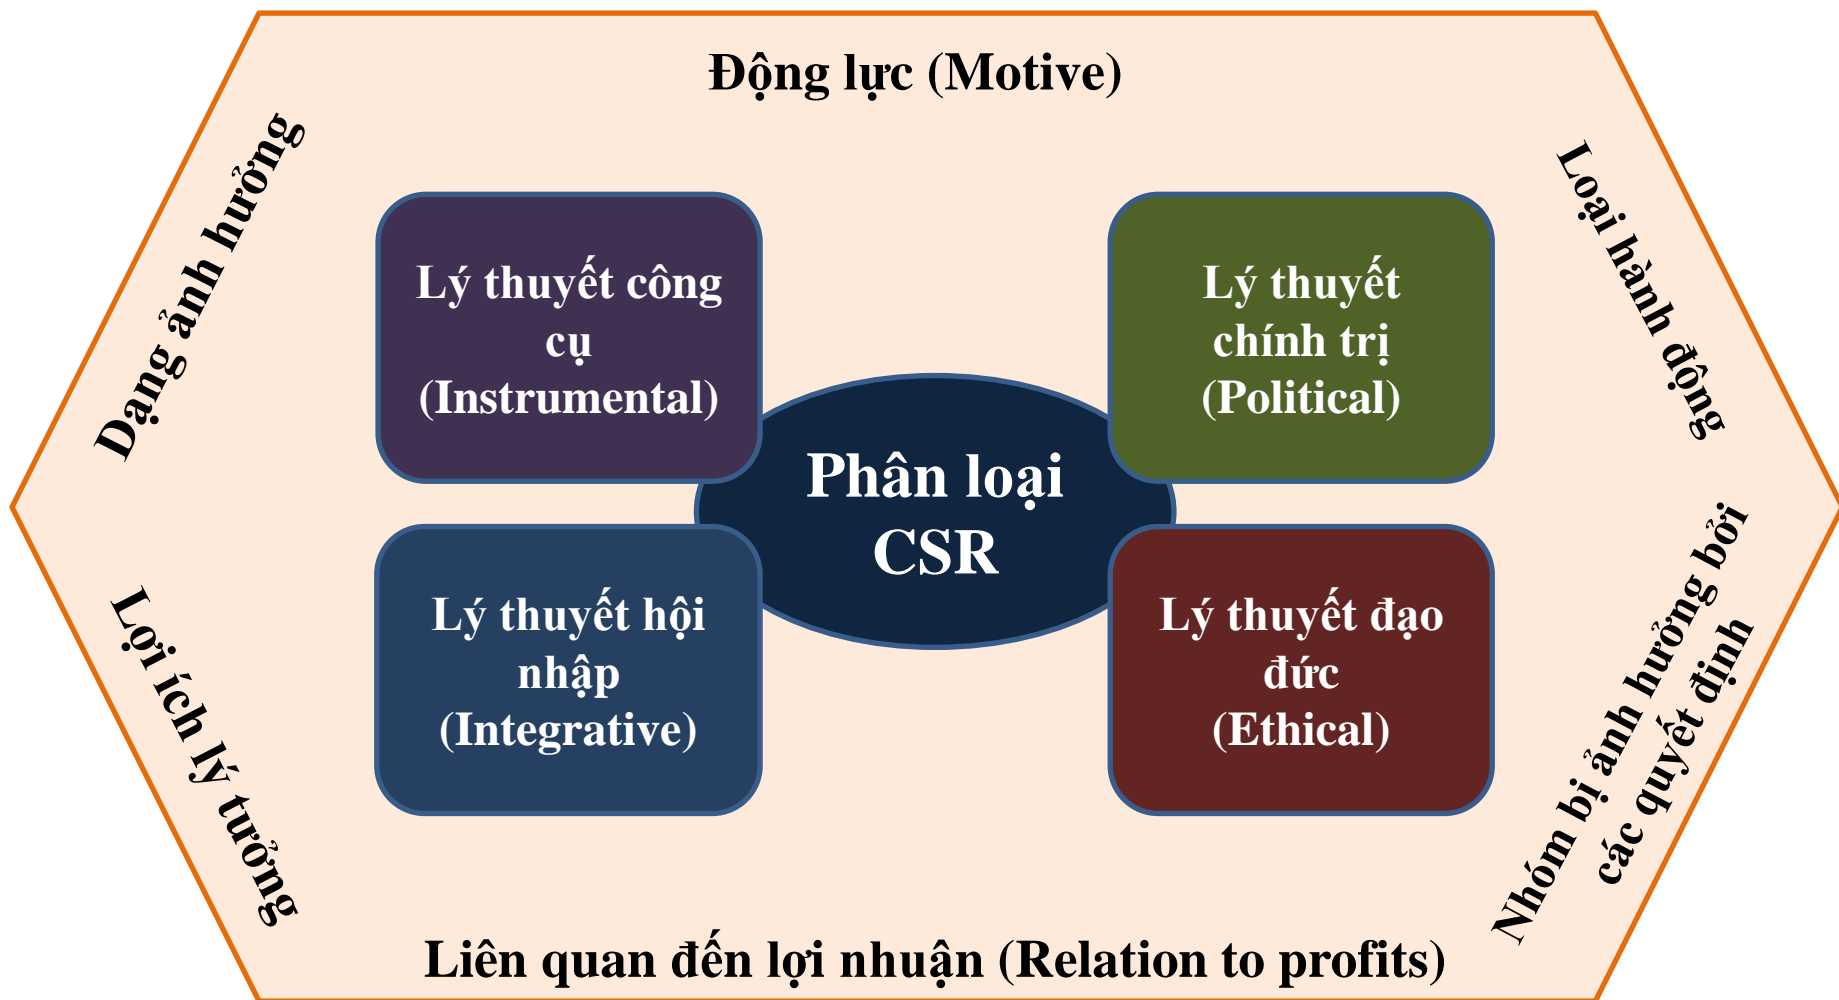 Động lực (Motive)
Dạng ảnh hưởng
Loại hành động
Lý thuyết công
cụ
(Instrumental)
Lý thuyết
chính trị
(Political)
Phân loại
CSR
Lý thuyết hội
nhập
(Integrative)
Lý thuyết đạo
đức
(Ethical)
Lợi ích lý tưởng
Nhóm bị ảnh hưởng bởi
các quyết định
Liên quan đến lợi nhuận (Relation to profits)